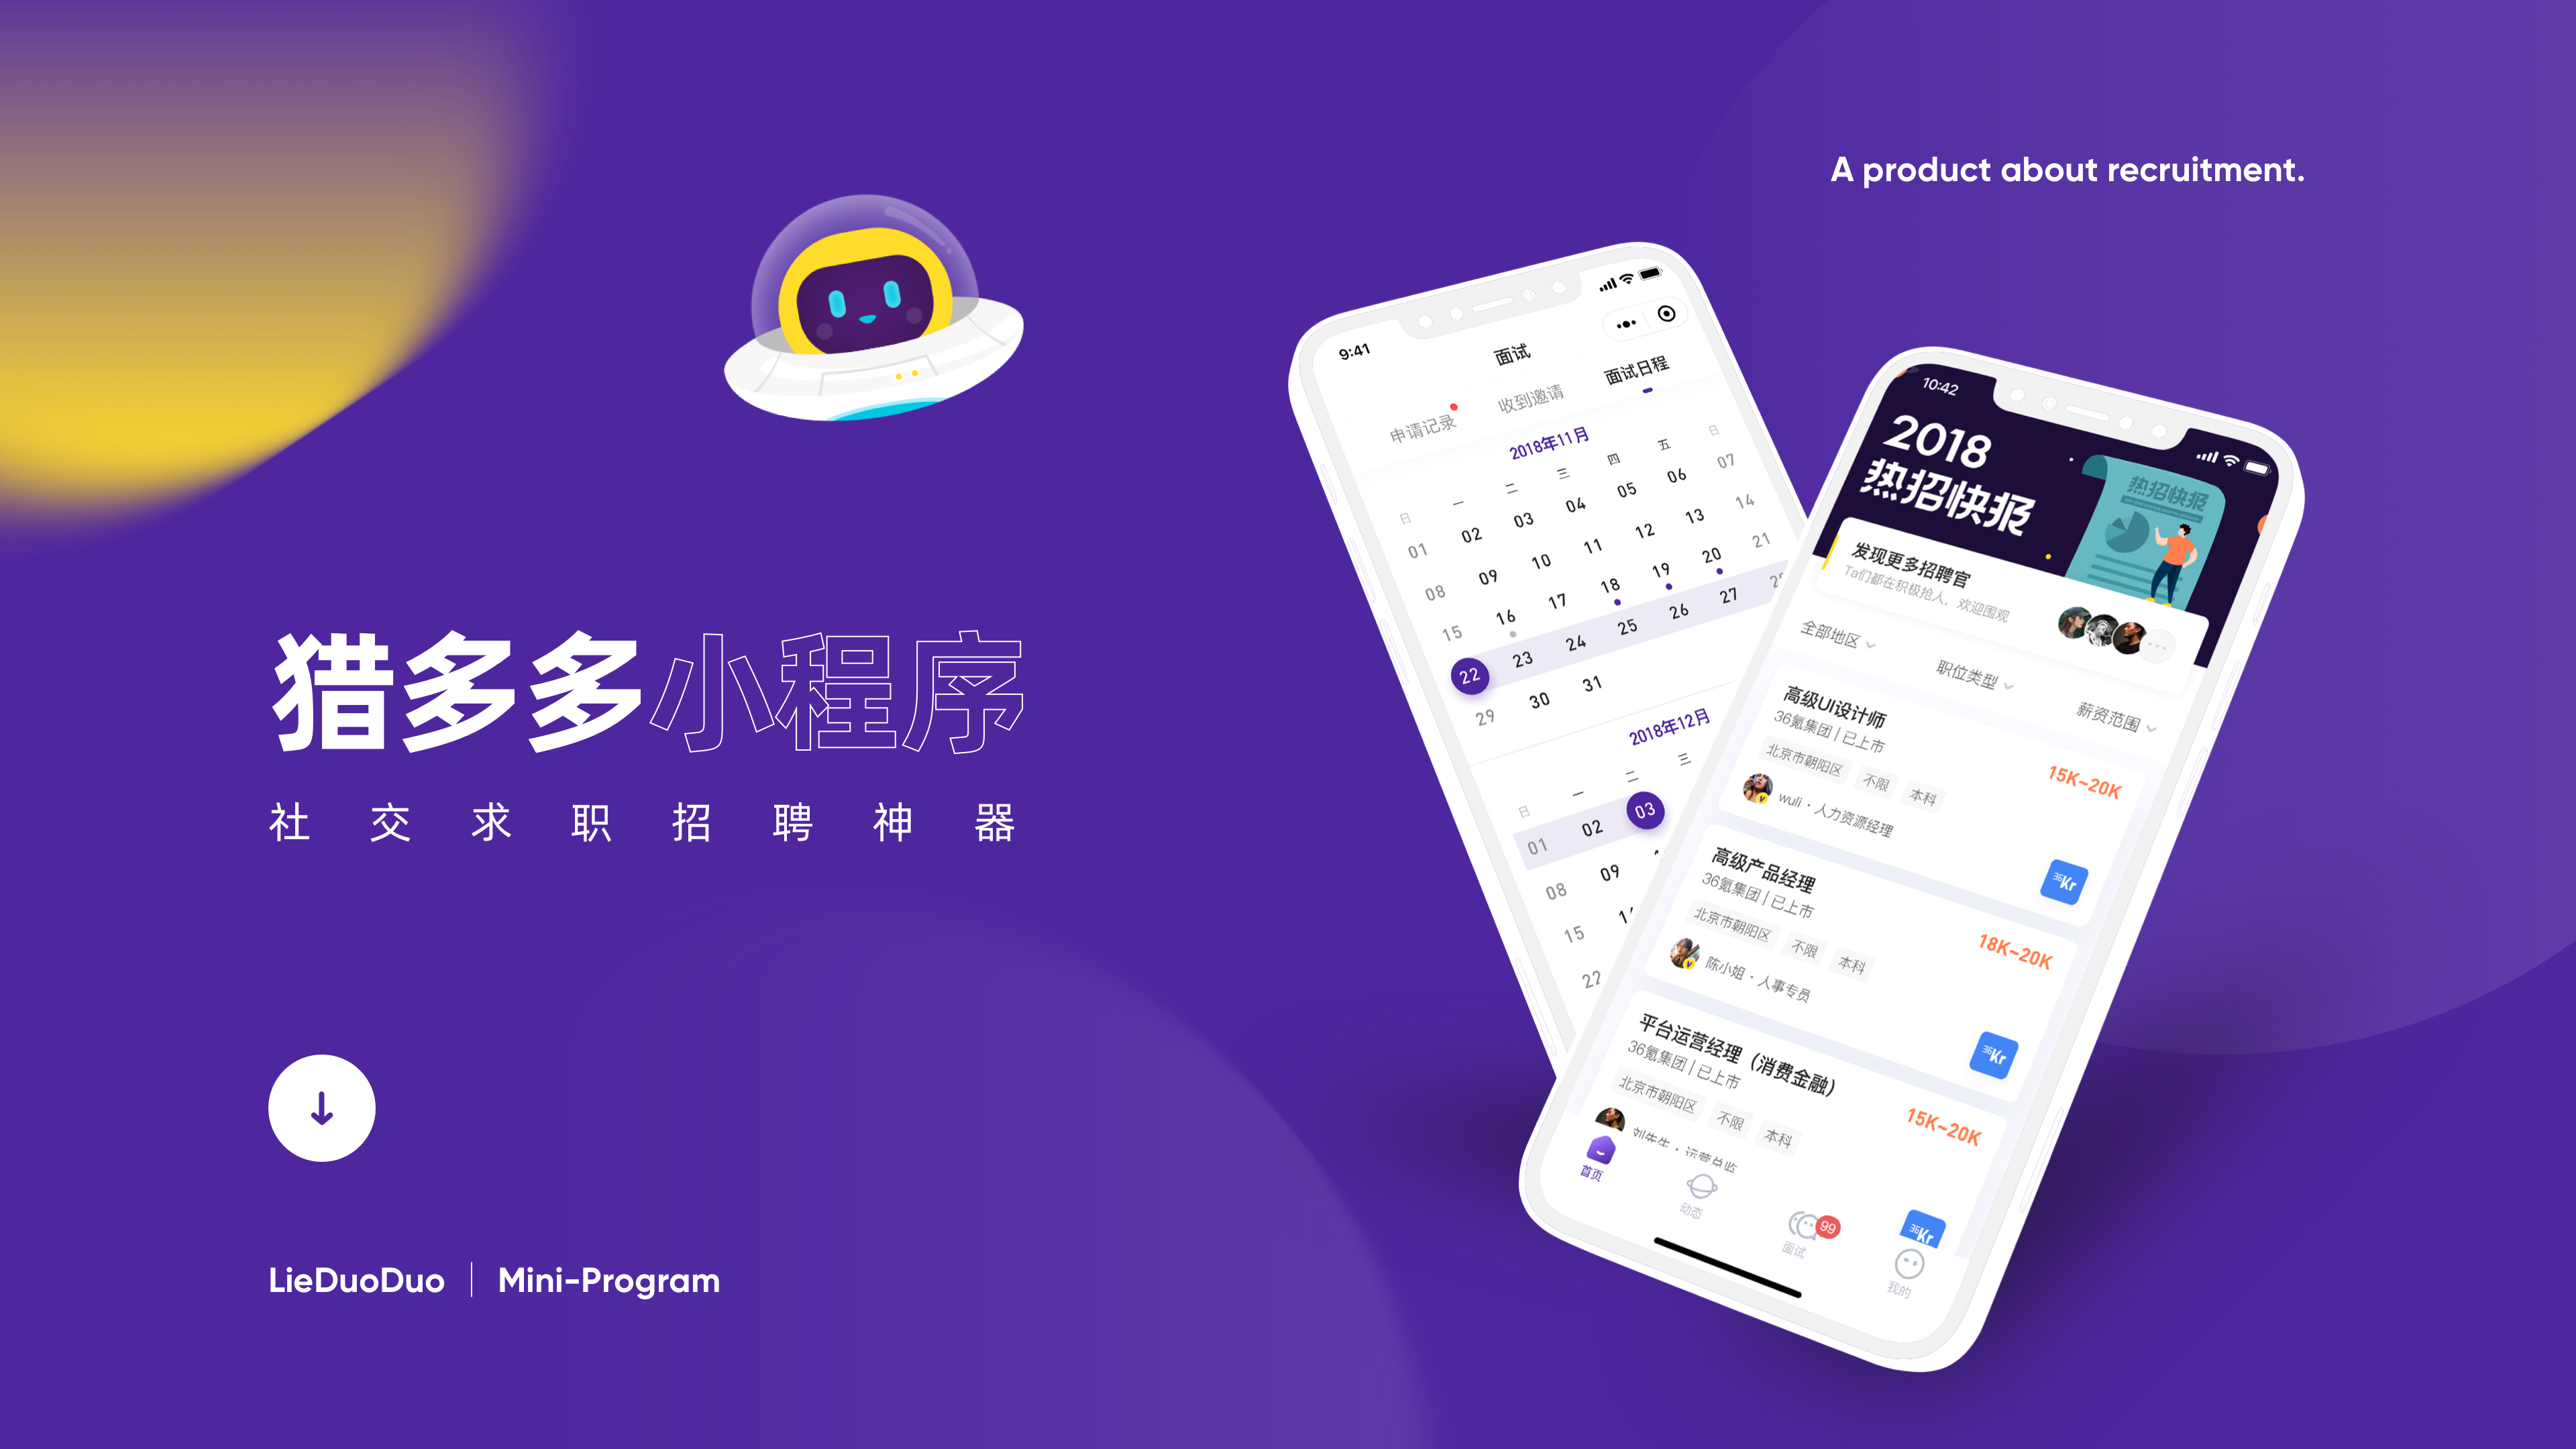 A product about recruitment.
猎多多小程序
社交求职招聘神器
LieDuoDuo | Mini-Program
9:41
面试
申请记录 收到邀请 面试日程
2018年11月
日 一 二 三 四 五 日
01 02 03 04 05 06 07
08 09 10 11 12 13 14
15 16 17 18 19 20 21
22 23 24 25 26 27
29 30 31
2018年12月
日 一 二 三
01 02 03
08 09
15
22
10:42
2018
热招快报
热招快报
发现更多招聘官
Ta们都在积极抢人，欢迎围观
全部地区 职位类型 薪资范围
高级UI设计师
15K~20K
36氪集团 | 已上市
北京市朝阳区 不限 本科
wuli · 人力资源经理
36Kr
高级产品经理
18K~20K
36氪集团 | 已上市
北京市朝阳区 不限 本科
陈小姐 · 人事专员
36Kr
平台运营经理（消费金融）
15K~20K
36氪集团 | 已上市
北京市朝阳区 不限 本科
刘先生 · 运营总监
36Kr
首页 动态 面试 99 我的